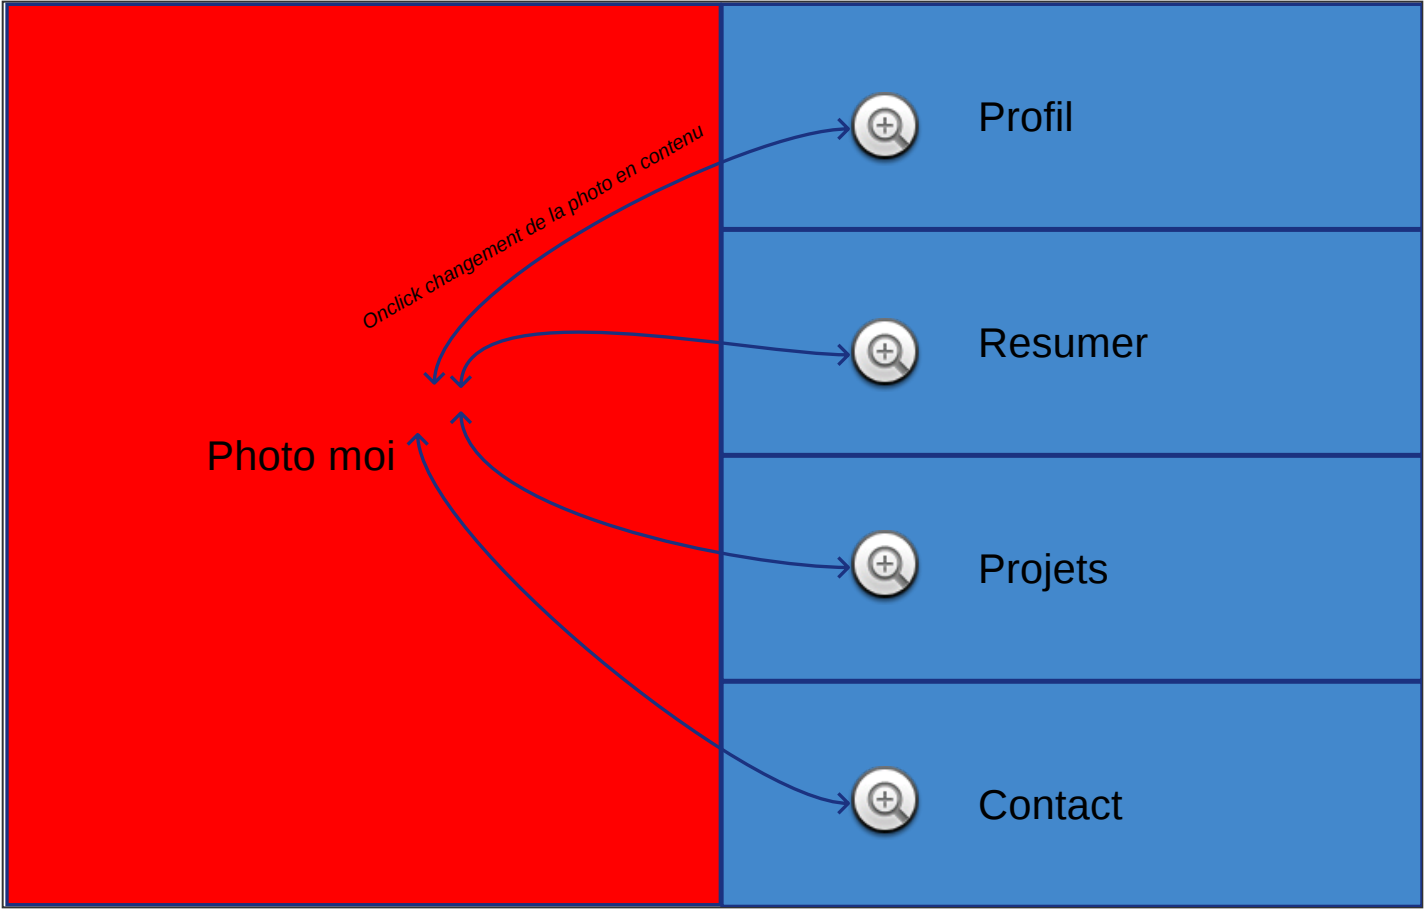 Profil
Onclick changement de la photo en contenu
Resumer
Photo moi
Projets
Contact